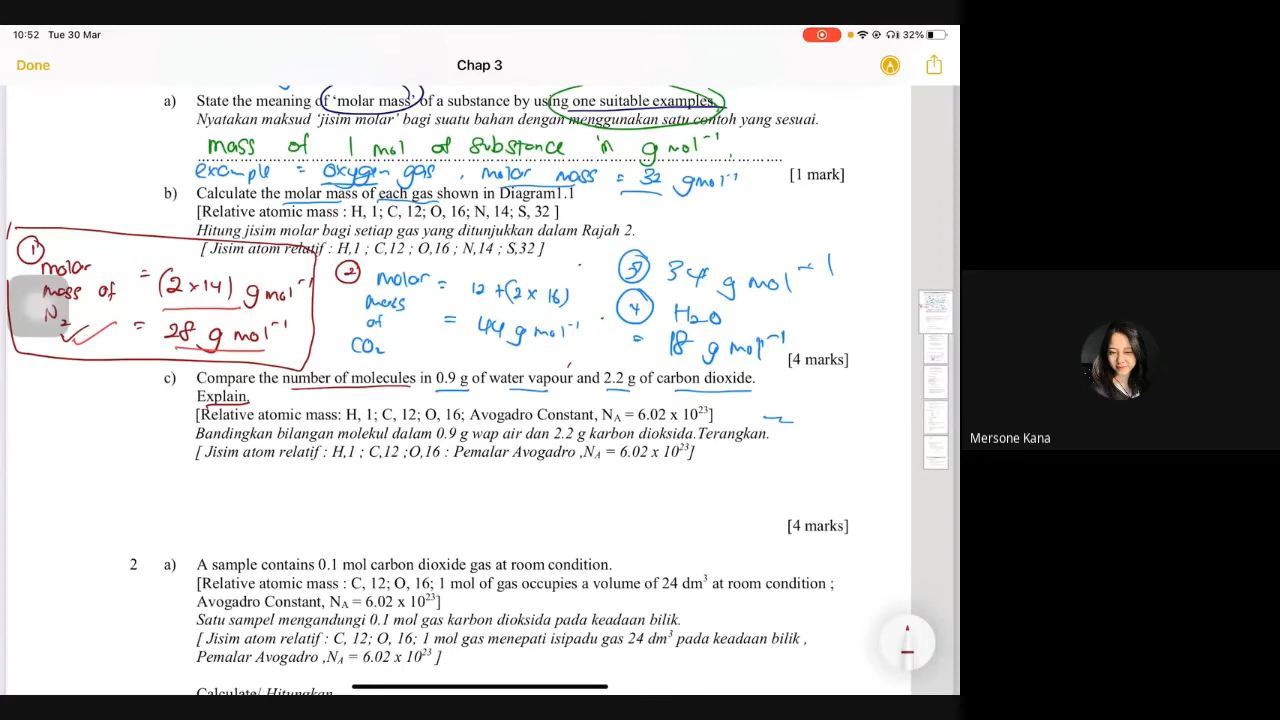 10:52 Tue 30 Mar
32%
Done
Chap 3
a) State the meaning of 'molar mass' of a substance by using one suitable examples.
Nyatakan maksud 'jisim molar' bagi suatu bahan dengan menggunakan satu contoh yang sesuai.
mass of 1 mol of substance in g mol⁻¹.
example = oxygen gas, molar mass = 32 gmol⁻¹
[1 mark]
b) Calculate the molar mass of each gas shown in Diagram1.1
[Relative atomic mass : H, 1; C, 12; O, 16; N, 14; S, 32 ]
Hitung jisim molar bagi setiap gas yang ditunjukkan dalam Rajah 2.
[ Jisim atom relatif : H,1 ; C,12 ; O,16 ; N,14 ; S,32 ]
① molar mass of N₂ = (2×14) g mol⁻¹
= 28 g mol⁻¹
② molar mass of CO₂ = 12 + (2 × 16)
= 44 g mol⁻¹.
③ 34 g mol⁻¹
④ H₂O
= 18 g mol⁻¹
[4 marks]
c) Compare the number of molecules in 0.9 g of water vapour and 2.2 g of carbon dioxide.
Explain.
[Relative atomic mass: H, 1; C, 12; O, 16; Avogadro Constant, N_A = 6.02 x 10²³]
Bandingkan bilangan molekul dalam 0.9 g wap air dan 2.2 g karbon dioksida.Terangkan.
[ Jisim atom relatif : H,1 ; C,12 ;O,16 : Pemalar Avogadro ,N_A = 6.02 x 10²³]
[4 marks]
2 a) A sample contains 0.1 mol carbon dioxide gas at room condition.
[Relative atomic mass : C, 12; O, 16; 1 mol of gas occupies a volume of 24 dm³ at room condition ;
Avogadro Constant, N_A = 6.02 x 10²³]
Satu sampel mengandungi 0.1 mol gas karbon dioksida pada keadaan bilik.
[ Jisim atom relatif : C, 12; O, 16; 1 mol gas menepati isipadu gas 24 dm³ pada keadaan bilik ,
Pemalar Avogadro ,N_A = 6.02 x 10²³ ]
Calculate/ Hitungkan
Mersone Kana